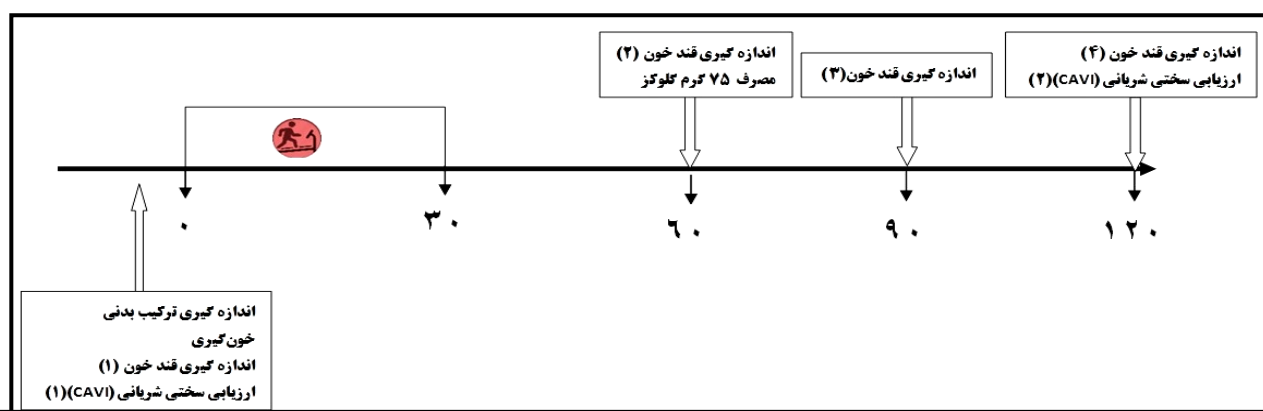 اندازه گیری قند خون (۲)
مصرف ۷۵ گرم گلوکز
اندازه گیری قند خون(۳)
اندازه گیری قند خون (۴)
ارزیابی سختی شریانی (CAVI)(۲)
۰
۳۰
۶۰
۹۰
۱۲۰
اندازه گیری ترکیب بدنی
خون‌گیری
اندازه گیری قند خون (۱)
ارزیابی سختی شریانی (CAVI)(۱)